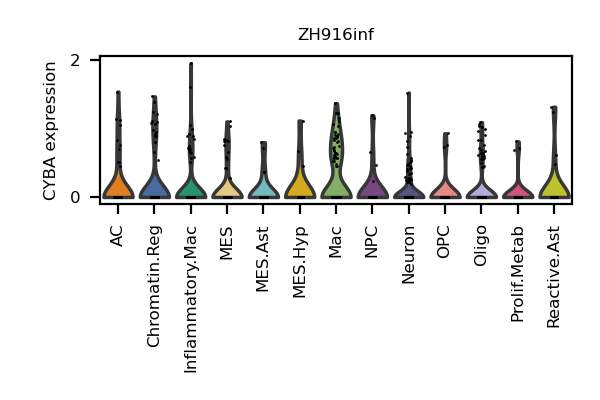 ZH916inf
CYBA expression
2
0
AC
Chromatin.Reg
Inflammatory.Mac
MES
MES.Ast
MES.Hyp
Mac
NPC
Neuron
OPC
Oligo
Prolif.Metab
Reactive.Ast